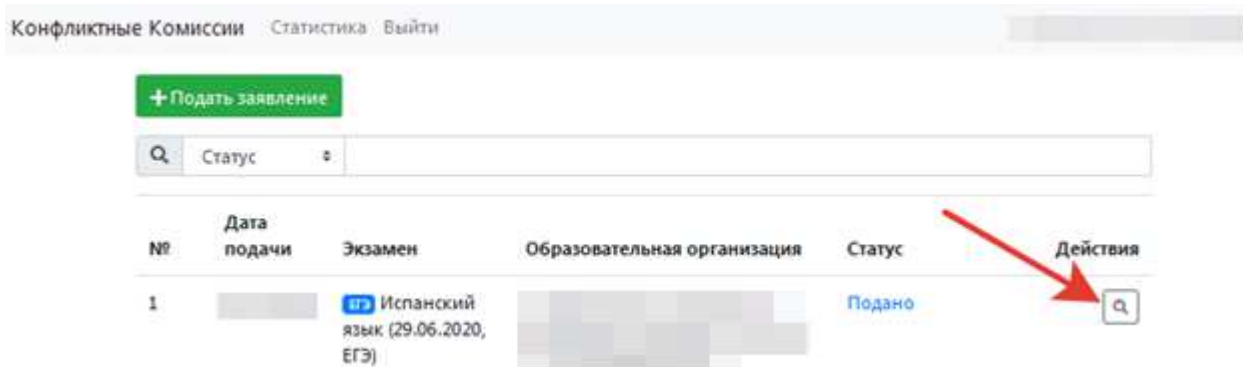 Конфликтные Комиссии Статистика Выйти
+ Подать заявление
Статус
№ Дата подачи Экзамен Образовательная организация Статус Действия
1 ЕГЭ Испанский Подано
язык (29.06.2020,
ЕГЭ)